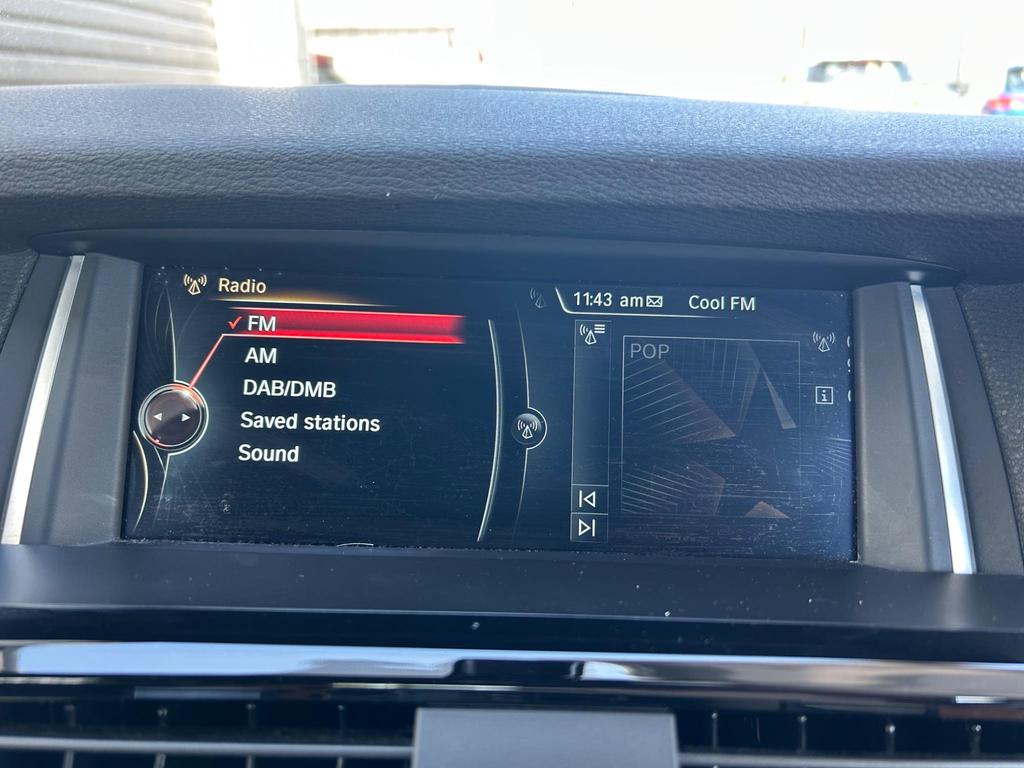 Radio
FM
AM
DAB/DMB
Saved stations
Sound
11:43 am Cool FM
POP